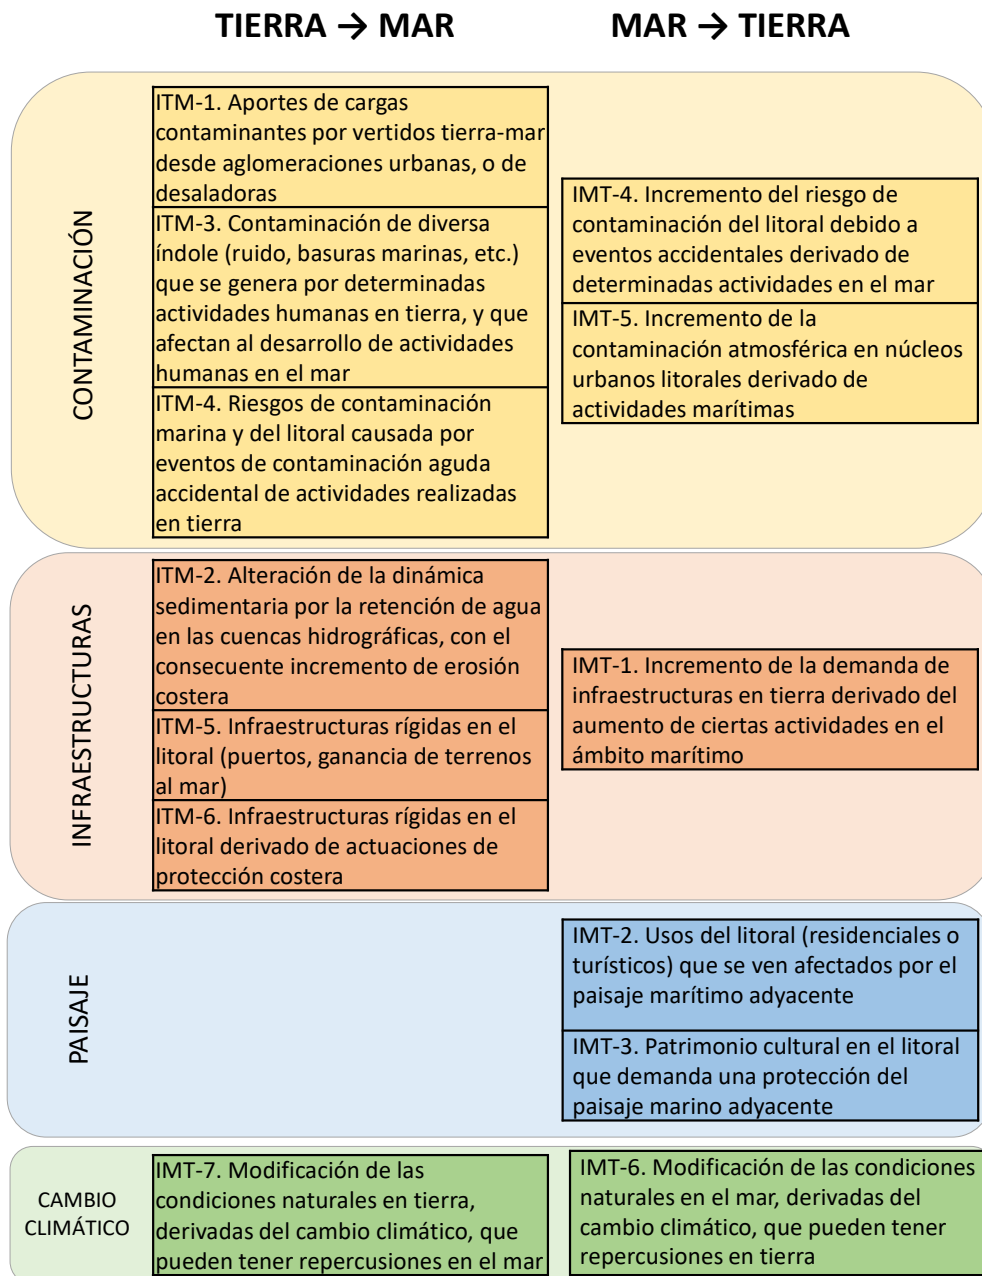 TIERRA → MAR
MAR → TIERRA
CONTAMINACIÓN
ITM-1. Aportes de cargas
contaminantes por vertidos tierra-mar
desde aglomeraciones urbanas, o de
desaladoras
ITM-3. Contaminación de diversa
índole (ruido, basuras marinas, etc.)
que se genera por determinadas
actividades humanas en tierra, y que
afectan al desarrollo de actividades
humanas en el mar
ITM-4. Riesgos de contaminación
marina y del litoral causada por
eventos de contaminación aguda
accidental de actividades realizadas
en tierra
IMT-4. Incremento del riesgo de
contaminación del litoral debido a
eventos accidentales derivado de
determinadas actividades en el mar
IMT-5. Incremento de la
contaminación atmosférica en núcleos
urbanos litorales derivado de
actividades marítimas
INFRAESTRUCTURAS
ITM-2. Alteración de la dinámica
sedimentaria por la retención de agua
en las cuencas hidrográficas, con el
consecuente incremento de erosión
costera
ITM-5. Infraestructuras rígidas en el
litoral (puertos, ganancia de terrenos
al mar)
ITM-6. Infraestructuras rígidas en el
litoral derivado de actuaciones de
protección costera
IMT-1. Incremento de la demanda de
infraestructuras en tierra derivado del
aumento de ciertas actividades en el
ámbito marítimo
PAISAJE
IMT-2. Usos del litoral (residenciales o
turísticos) que se ven afectados por el
paisaje marítimo adyacente
IMT-3. Patrimonio cultural en el litoral
que demanda una protección del
paisaje marino adyacente
CAMBIO
CLIMÁTICO
IMT-7. Modificación de las
condiciones naturales en tierra,
derivadas del cambio climático, que
pueden tener repercusiones en el mar
IMT-6. Modificación de las condiciones
naturales en el mar, derivadas del
cambio climático, que pueden tener
repercusiones en tierra